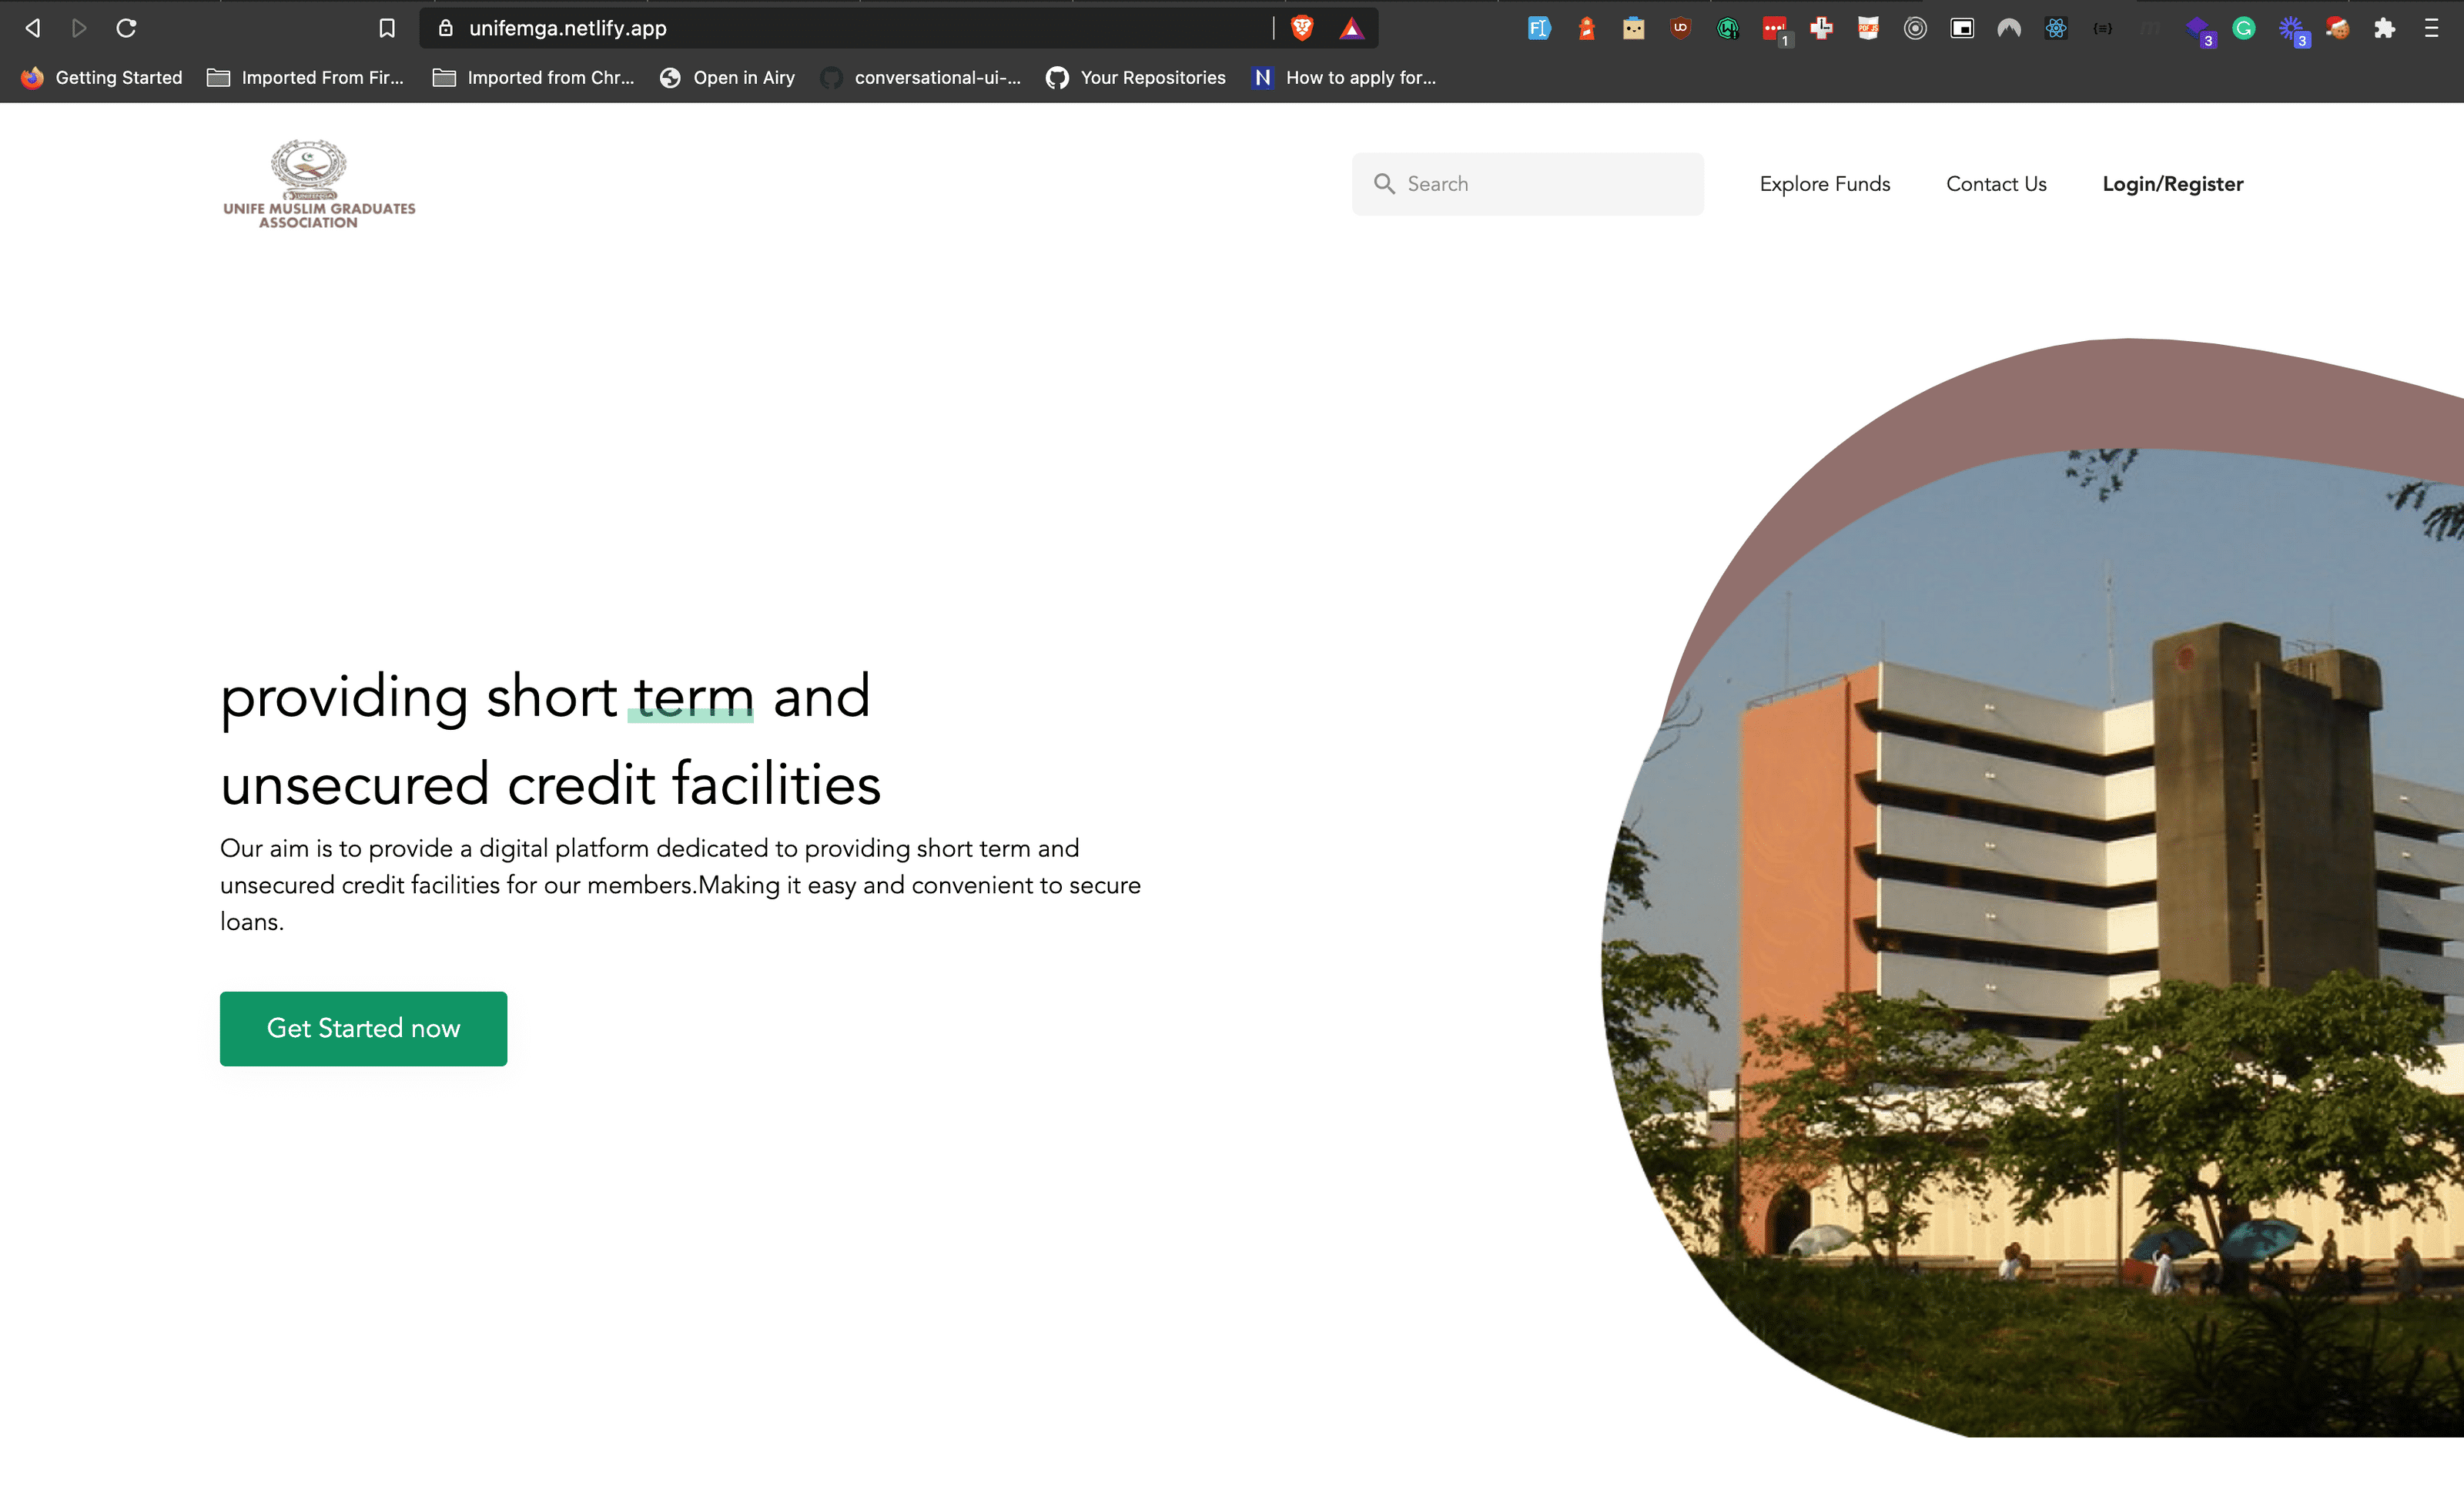 unifemga.netlify.app
1
3
3
Getting Started
Imported From Fir...
Imported from Chr...
Open in Airy
conversational-ui-...
Your Repositories
N
How to apply for...
UNIFE MUSLIM GRADUATES
ASSOCIATION
Search
Explore Funds
Contact Us
Login/Register
providing short term and
unsecured credit facilities
Our aim is to provide a digital platform dedicated to providing short term and
unsecured credit facilities for our members.Making it easy and convenient to secure
loans.
Get Started now